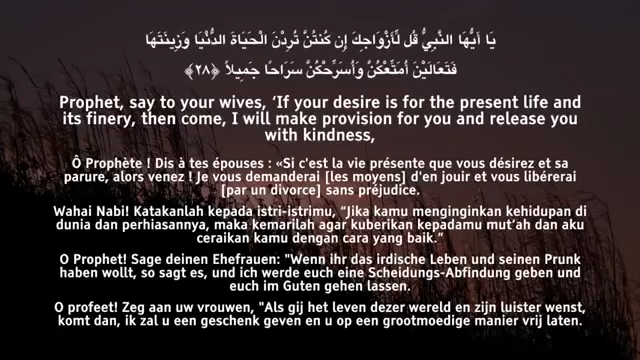 يَا أَيُّهَا النَّبِيُّ قُل لِّأَزْوَاجِكَ إِن كُنتُنَّ تُرِدْنَ الْحَيَاةَ الدُّنْيَا وَزِينَتَهَا
فَتَعَالَيْنَ أُمَتِّعْكُنَّ وَأُسَرِّحْكُنَّ سَرَاحًا جَمِيلاً ﴿٢٨﴾
Prophet, say to your wives, ‘If your desire is for the present life and
its finery, then come, I will make provision for you and release you
with kindness,
Ô Prophète ! Dis à tes épouses : «Si c'est la vie présente que vous désirez et sa
parure, alors venez ! Je vous demanderai [les moyens] d'en jouir et vous libérerai
[par un divorce] sans préjudice.
Wahai Nabi! Katakanlah kepada istri-istrimu, “Jika kamu menginginkan kehidupan di
dunia dan perhiasannya, maka kemarilah agar kuberikan kepadamu mut’ah dan aku
ceraikan kamu dengan cara yang baik.”
O Prophet! Sage deinen Ehefrauen: "Wenn ihr das irdische Leben und seinen Prunk
haben wollt, so sagt es, und ich werde euch eine Scheidungs-Abfindung geben und
euch im Guten gehen lassen.
O profeet! Zeg aan uw vrouwen, "Als gij het leven dezer wereld en zijn luister wenst,
komt dan, ik zal u een geschenk geven en u op een grootmoedige manier vrij laten.